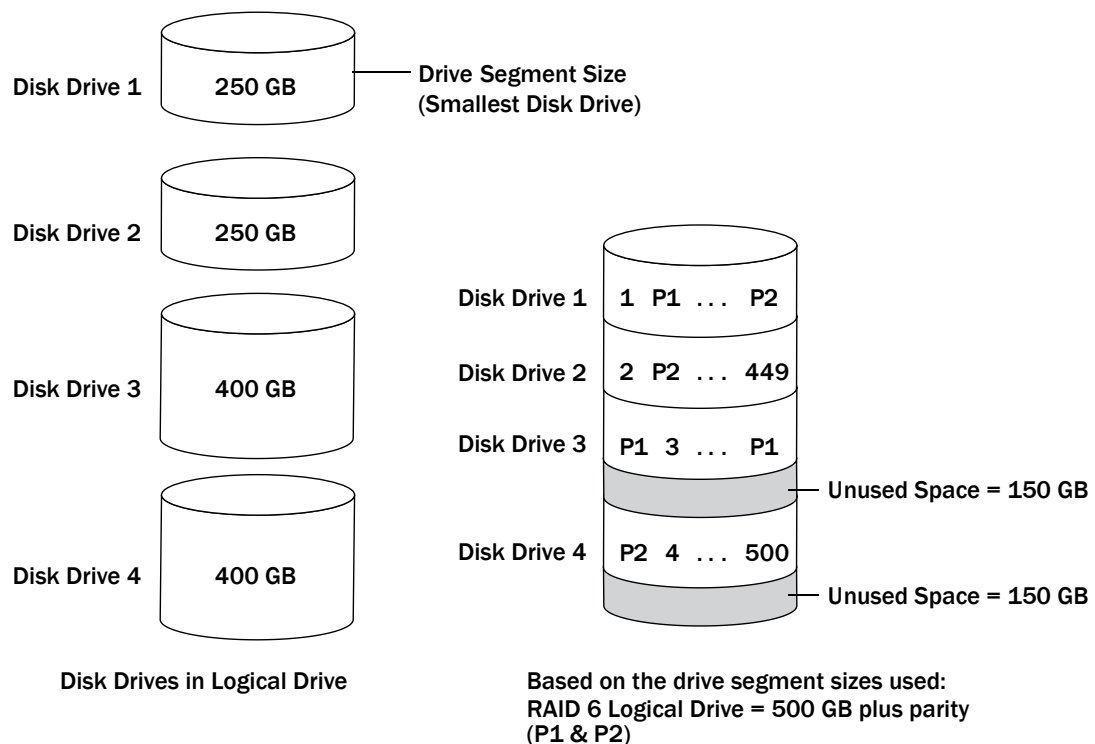 Disk Drive 1
250 GB
Drive Segment Size
(Smallest Disk Drive)
Disk Drive 2
250 GB
Disk Drive 3
400 GB
Disk Drive 4
400 GB
Disk Drives in Logical Drive
Disk Drive 1
1 P1 ... P2
Disk Drive 2
2 P2 ... 449
Disk Drive 3
P1 3 ... P1
Unused Space = 150 GB
Disk Drive 4
P2 4 ... 500
Unused Space = 150 GB
Based on the drive segment sizes used:
RAID 6 Logical Drive = 500 GB plus parity
(P1 & P2)